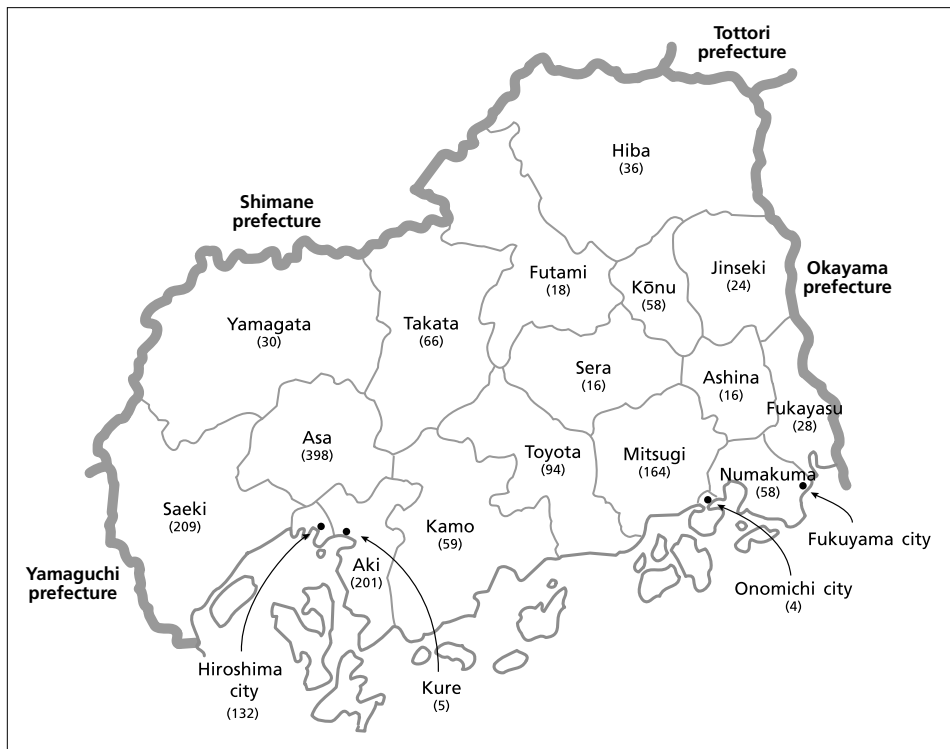 Tottori
prefecture
Hiba
(36)
Shimane
prefecture
Futami
(18)
Kōnu
(58)
Jinseki
(24)
Okayama
prefecture
Yamagata
(30)
Takata
(66)
Sera
(16)
Ashina
(16)
Fukayasu
(28)
Asa
(398)
Toyota
(94)
Mitsugi
(164)
Numakuma
(58)
Saeki
(209)
Kamo
(59)
Fukuyama city
Aki
(201)
Yamaguchi
prefecture
Onomichi city
(4)
Hiroshima
city
(132)
Kure
(5)